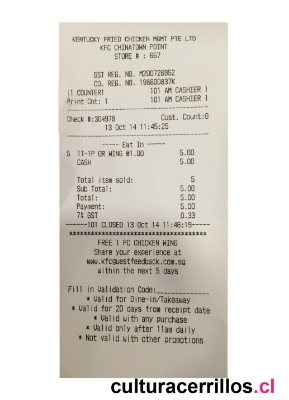 KENTUCKY FRIED CHICKEN MGMT PTE LTD
KFC CHINATOWN POINT
STORE # : 667
GST REG. NO. M200726962
CO. REG. NO. 196600837K
1 COUNTER1 101 AM CASHIER 1
Print Cnt: 1 101 AM CASHIER 1
Check #:304978 Cust. Count:0
13 Oct 14 11:45:25
----- Eat In -----
5 TT-1P OR WING @1.00 5.00
CASH 5.00
Total item sold: 5
Sub Total: 5.00
Total: 5.00
Payment: 5.00
7% GST 0.33
-----101 CLOSED 13 Oct 14 11:46:19-----
FREE 1 PC CHICKEN WING
Share your experience at
www.kfcguestfeedback.com.sg
within the next 5 days
Fill in Validation Code:__________
* Valid for Dine-in/Takeaway
* Valid for 20 days from receipt date
* Valid with any purchase
* Valid only after 11am daily
* Not valid with other promotions
culturacerrillos.cl